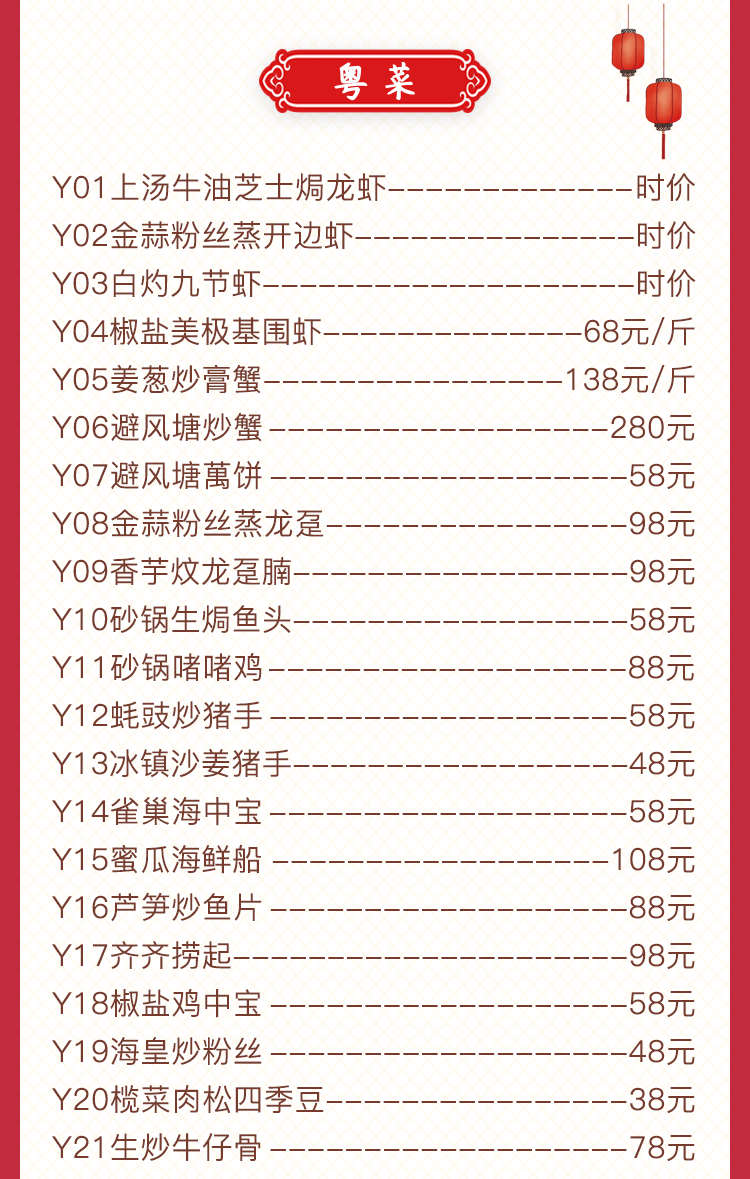 粤菜
Y01上汤牛油芝士焗龙虾-------------时价
Y02金蒜粉丝蒸开边虾---------------时价
Y03白灼九节虾--------------------时价
Y04椒盐美极基围虾--------------68元/斤
Y05姜葱炒膏蟹----------------138元/斤
Y06避风塘炒蟹------------------280元
Y07避风塘萬饼-------------------58元
Y08金蒜粉丝蒸龙趸----------------98元
Y09香芋炆龙趸腩------------------98元
Y10砂锅生焗鱼头------------------58元
Y11砂锅啫啫鸡-------------------88元
Y12蚝豉炒猪手-------------------58元
Y13冰镇沙姜猪手------------------48元
Y14雀巢海中宝-------------------58元
Y15蜜瓜海鲜船------------------108元
Y16芦笋炒鱼片-------------------88元
Y17齐齐捞起---------------------98元
Y18椒盐鸡中宝-------------------58元
Y19海皇炒粉丝-------------------48元
Y20榄菜肉松四季豆----------------38元
Y21生炒牛仔骨-------------------78元